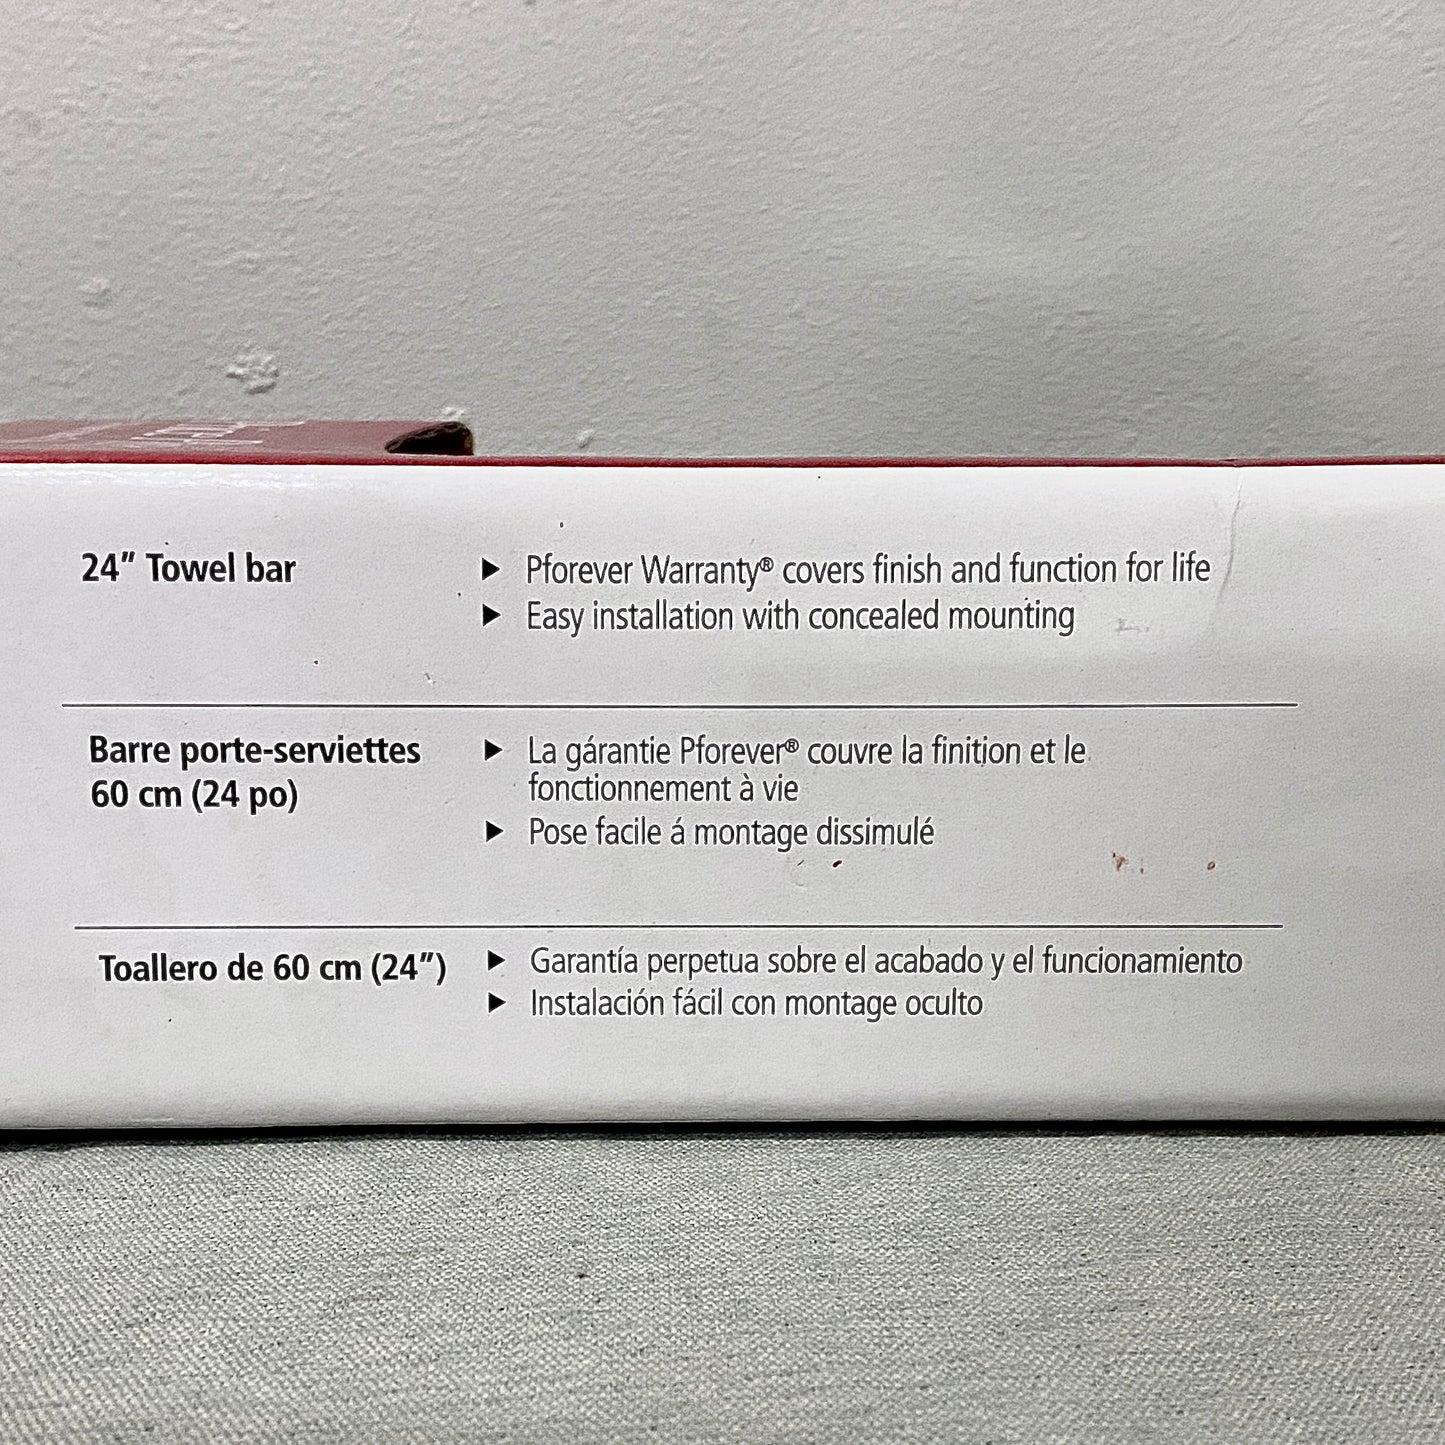 24" Towel bar
▶ Pforever Warranty® covers finish and function for life
▶ Easy installation with concealed mounting
Barre porte-serviettes
60 cm (24 po)
▶ La gárantie Pforever® couvre la finition et le
fonctionnement à vie
▶ Pose facile á montage dissimulé
Toallero de 60 cm (24")
▶ Garantía perpetua sobre el acabado y el funcionamiento
▶ Instalación fácil con montage oculto